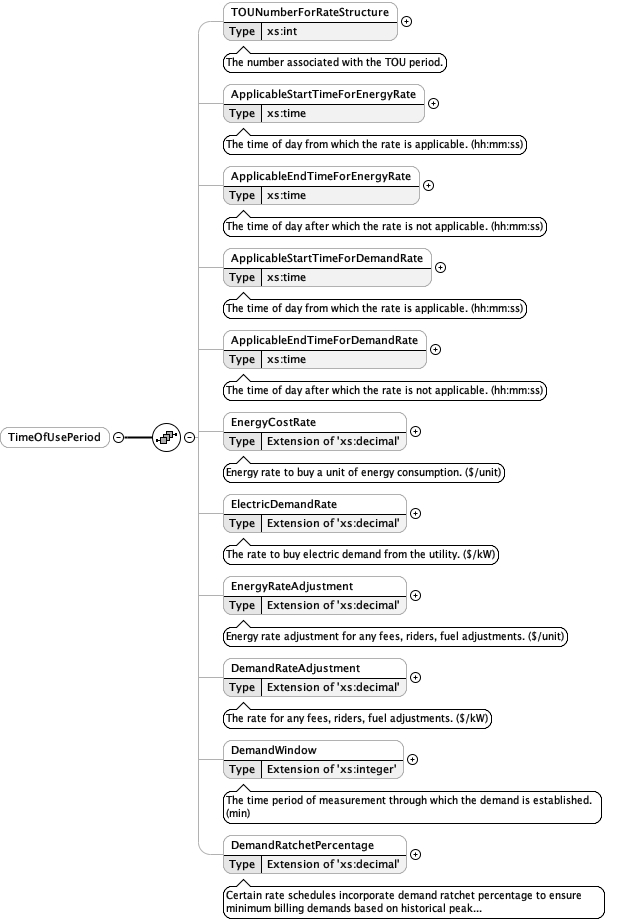 TOUNumberForRateStructure
Type xs:int
The number associated with the TOU period.
ApplicableStartTimeForEnergyRate
Type xs:time
The time of day from which the rate is applicable. (hh:mm:ss)
ApplicableEndTimeForEnergyRate
Type xs:time
The time of day after which the rate is not applicable. (hh:mm:ss)
ApplicableStartTimeForDemandRate
Type xs:time
The time of day from which the rate is applicable. (hh:mm:ss)
ApplicableEndTimeForDemandRate
Type xs:time
The time of day after which the rate is not applicable. (hh:mm:ss)
TimeOfUsePeriod
EnergyCostRate
Type Extension of 'xs:decimal'
Energy rate to buy a unit of energy consumption. ($/unit)
ElectricDemandRate
Type Extension of 'xs:decimal'
The rate to buy electric demand from the utility. ($/kW)
EnergyRateAdjustment
Type Extension of 'xs:decimal'
Energy rate adjustment for any fees, riders, fuel adjustments. ($/unit)
DemandRateAdjustment
Type Extension of 'xs:decimal'
The rate for any fees, riders, fuel adjustments. ($/kW)
DemandWindow
Type Extension of 'xs:integer'
The time period of measurement through which the demand is established.
(min)
DemandRatchetPercentage
Type Extension of 'xs:decimal'
Certain rate schedules incorporate demand ratchet percentage to ensure
minimum billing demands based on historical peak...